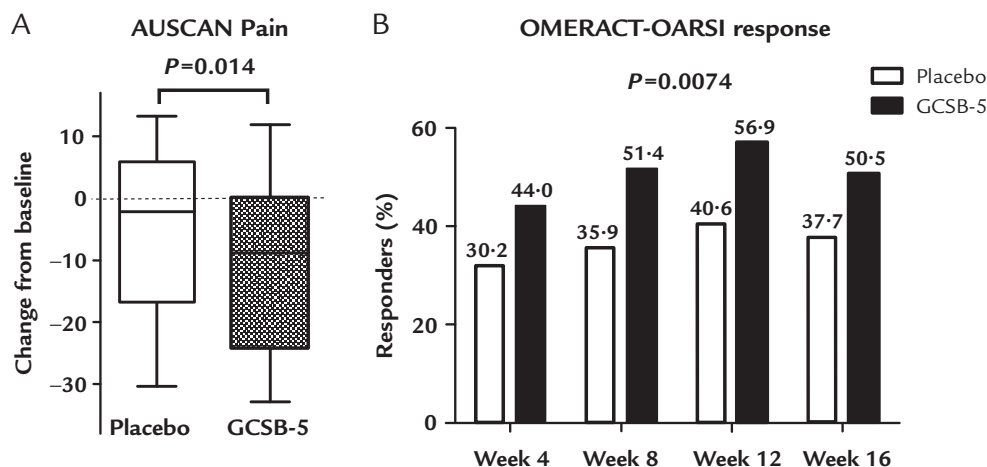 A
AUSCAN Pain
P=0.014
Change from baseline
10
0
–10
–20
–30
Placebo
GCSB-5
B
OMERACT-OARSI response
P=0.0074
Placebo
GCSB-5
Responders (%)
60
40
20
0
30·2
44·0
35·9
51·4
40·6
56·9
37·7
50·5
Week 4
Week 8
Week 12
Week 16